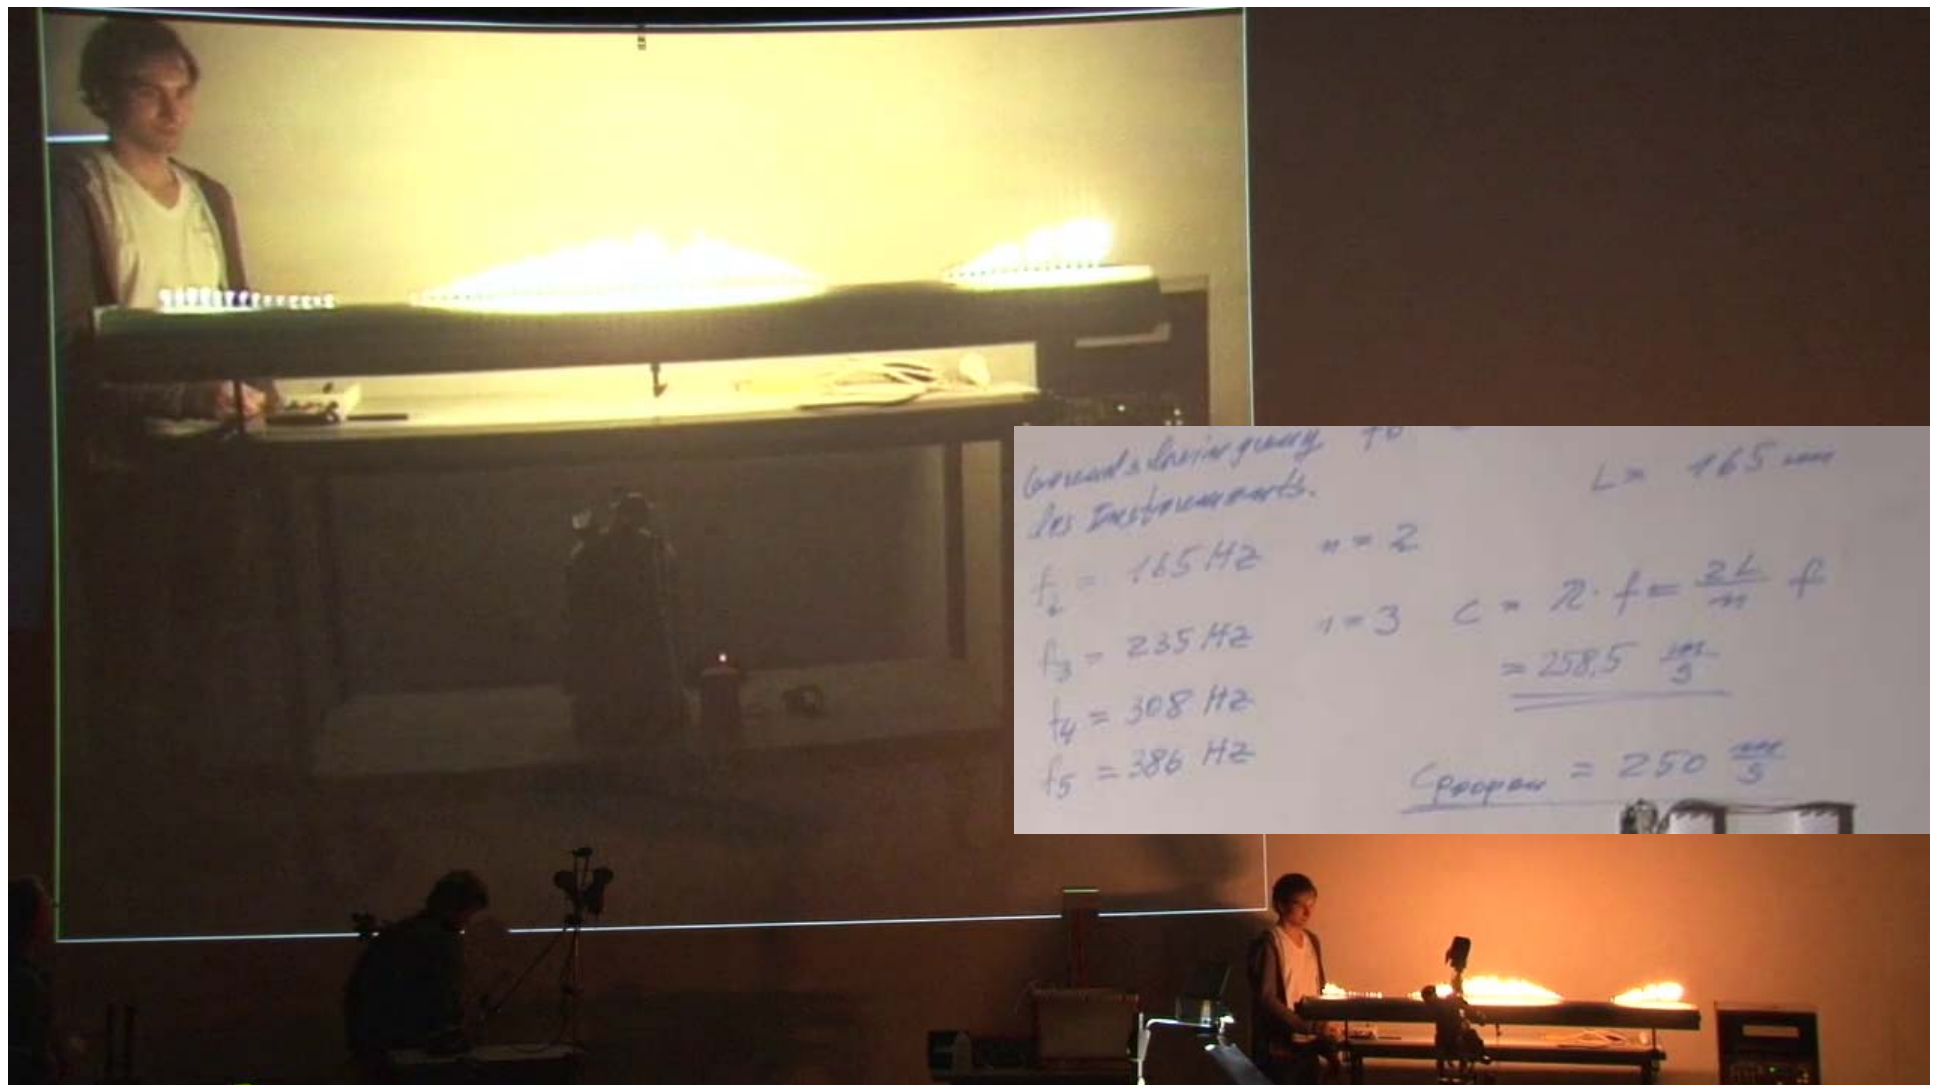 Grundschwingung f0
des Instruments.
L = 165 cm
f2 = 165 Hz n = 2
f3 = 235 Hz n = 3 c = λ · f = 2L/n f
= 258,5 m/s
f4 = 308 Hz
f5 = 386 Hz
cPropan = 250 m/s